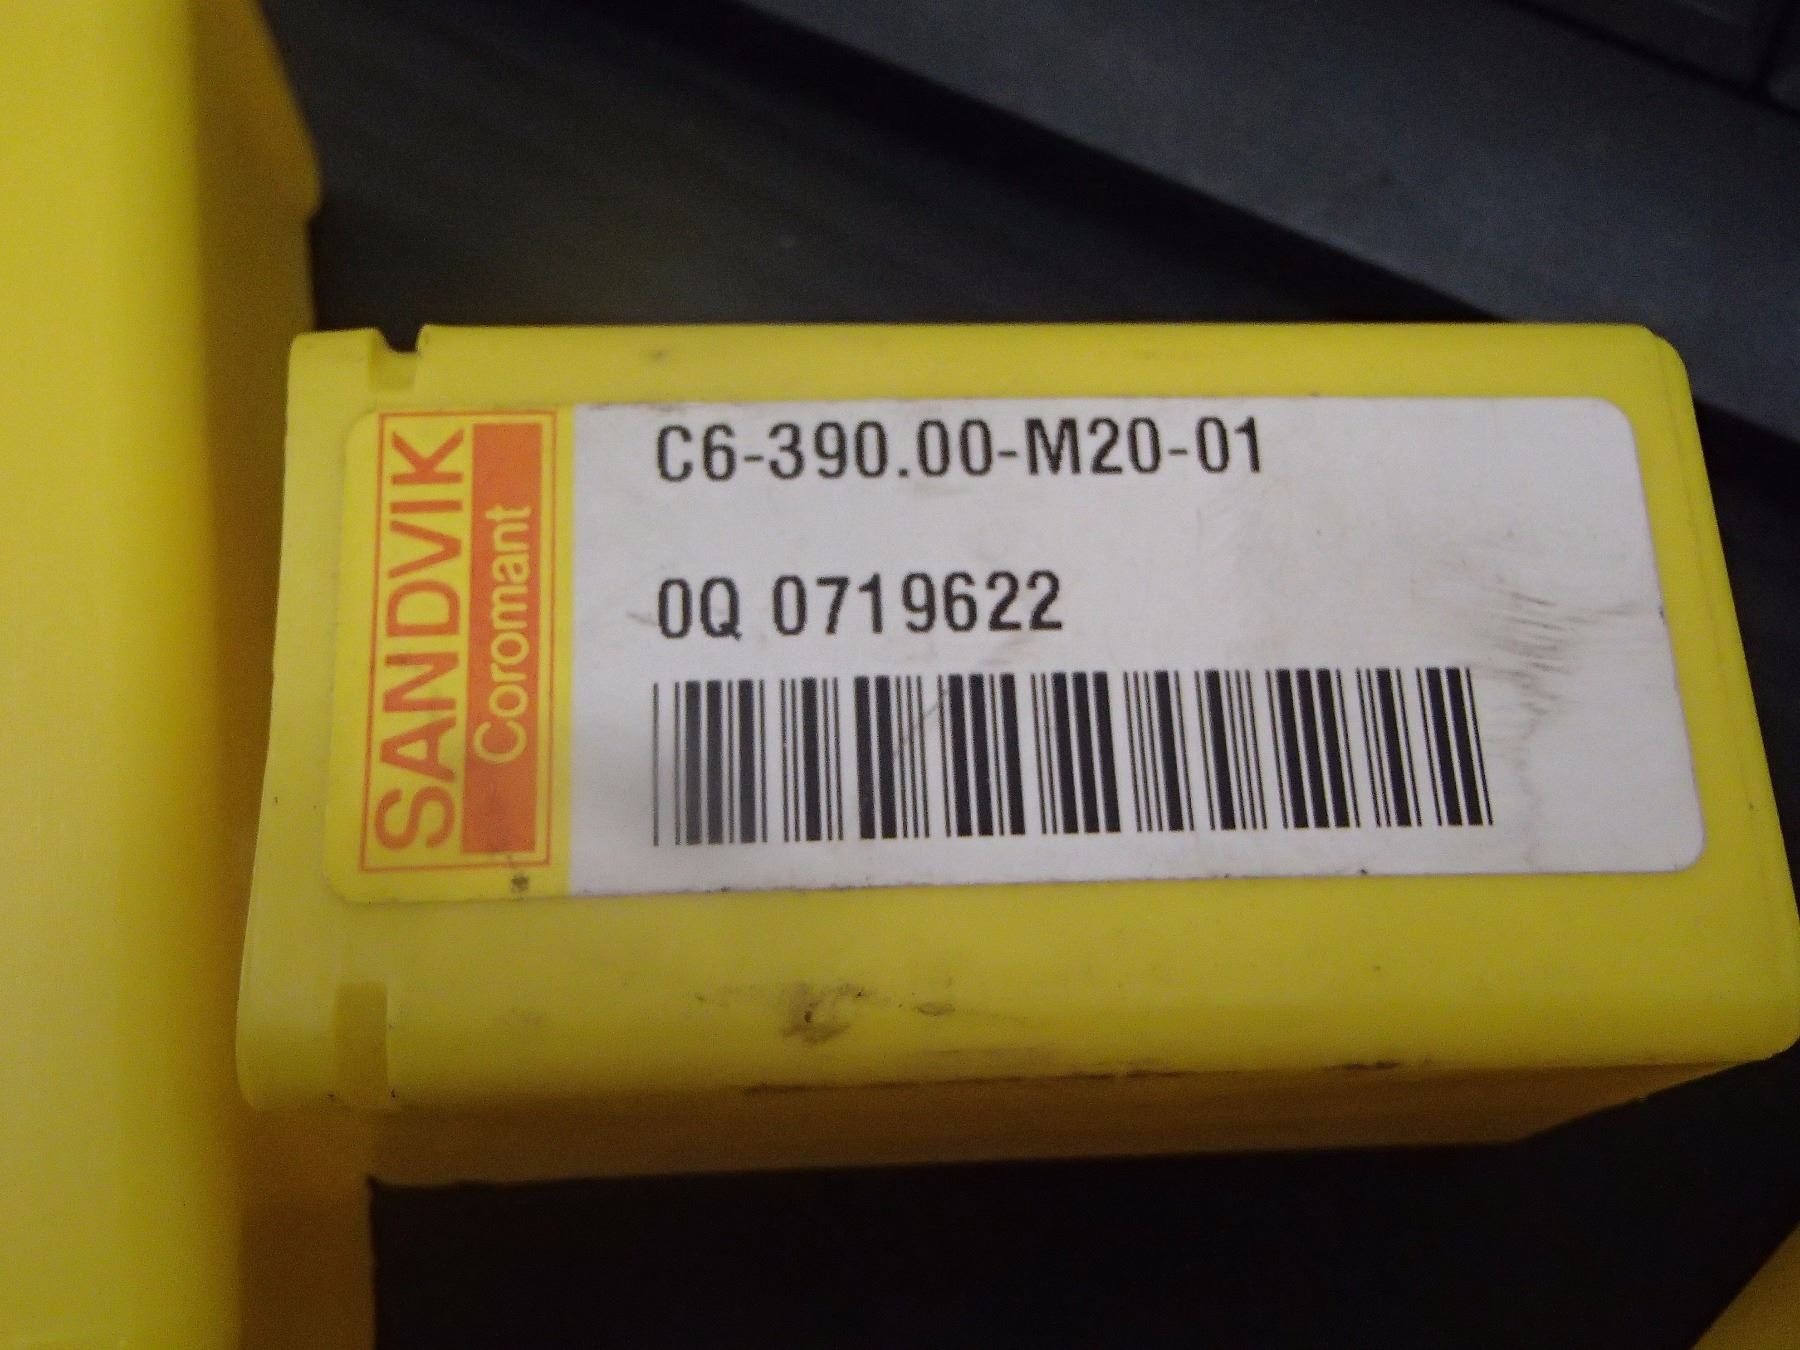 SANDVIK
Coromant
C6-390.00-M20-01
0Q 0719622